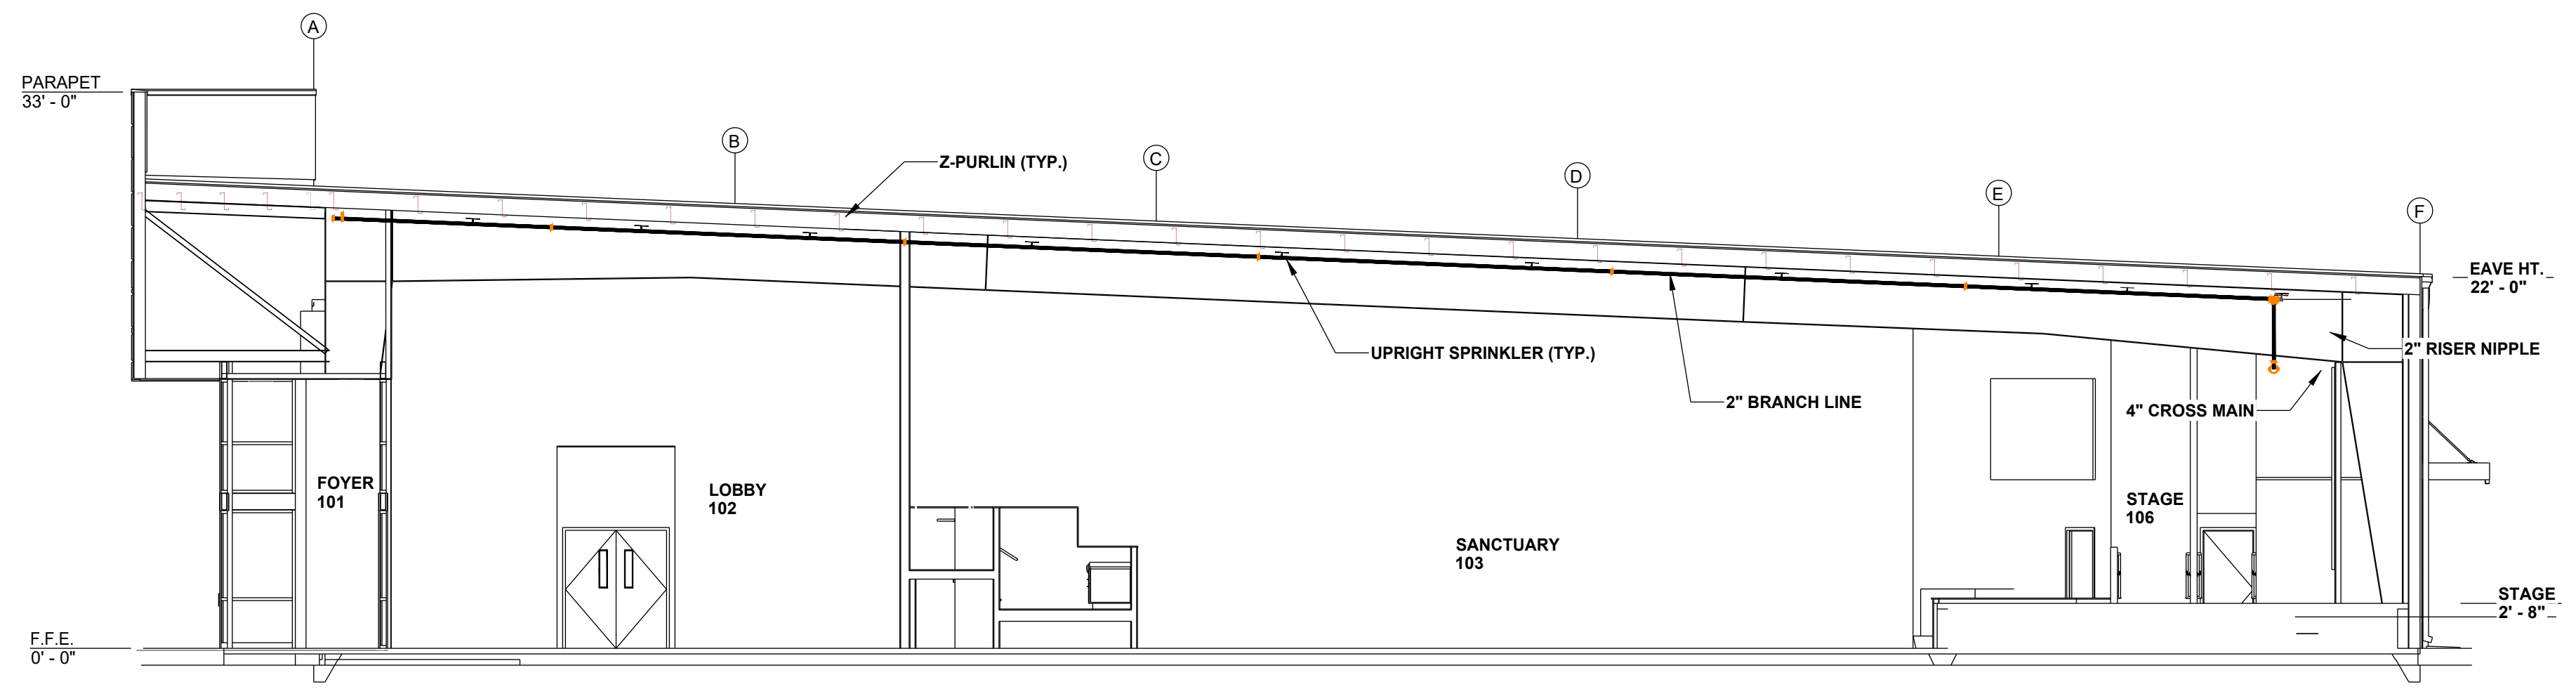 A
PARAPET
33' - 0"
B
Z-PURLIN (TYP.)
C
D
E
F
EAVE HT.
22' - 0"
UPRIGHT SPRINKLER (TYP.)
2" RISER NIPPLE
2" BRANCH LINE
4" CROSS MAIN
FOYER
101
LOBBY
102
STAGE
106
SANCTUARY
103
STAGE
2' - 8"
F.F.E.
0' - 0"